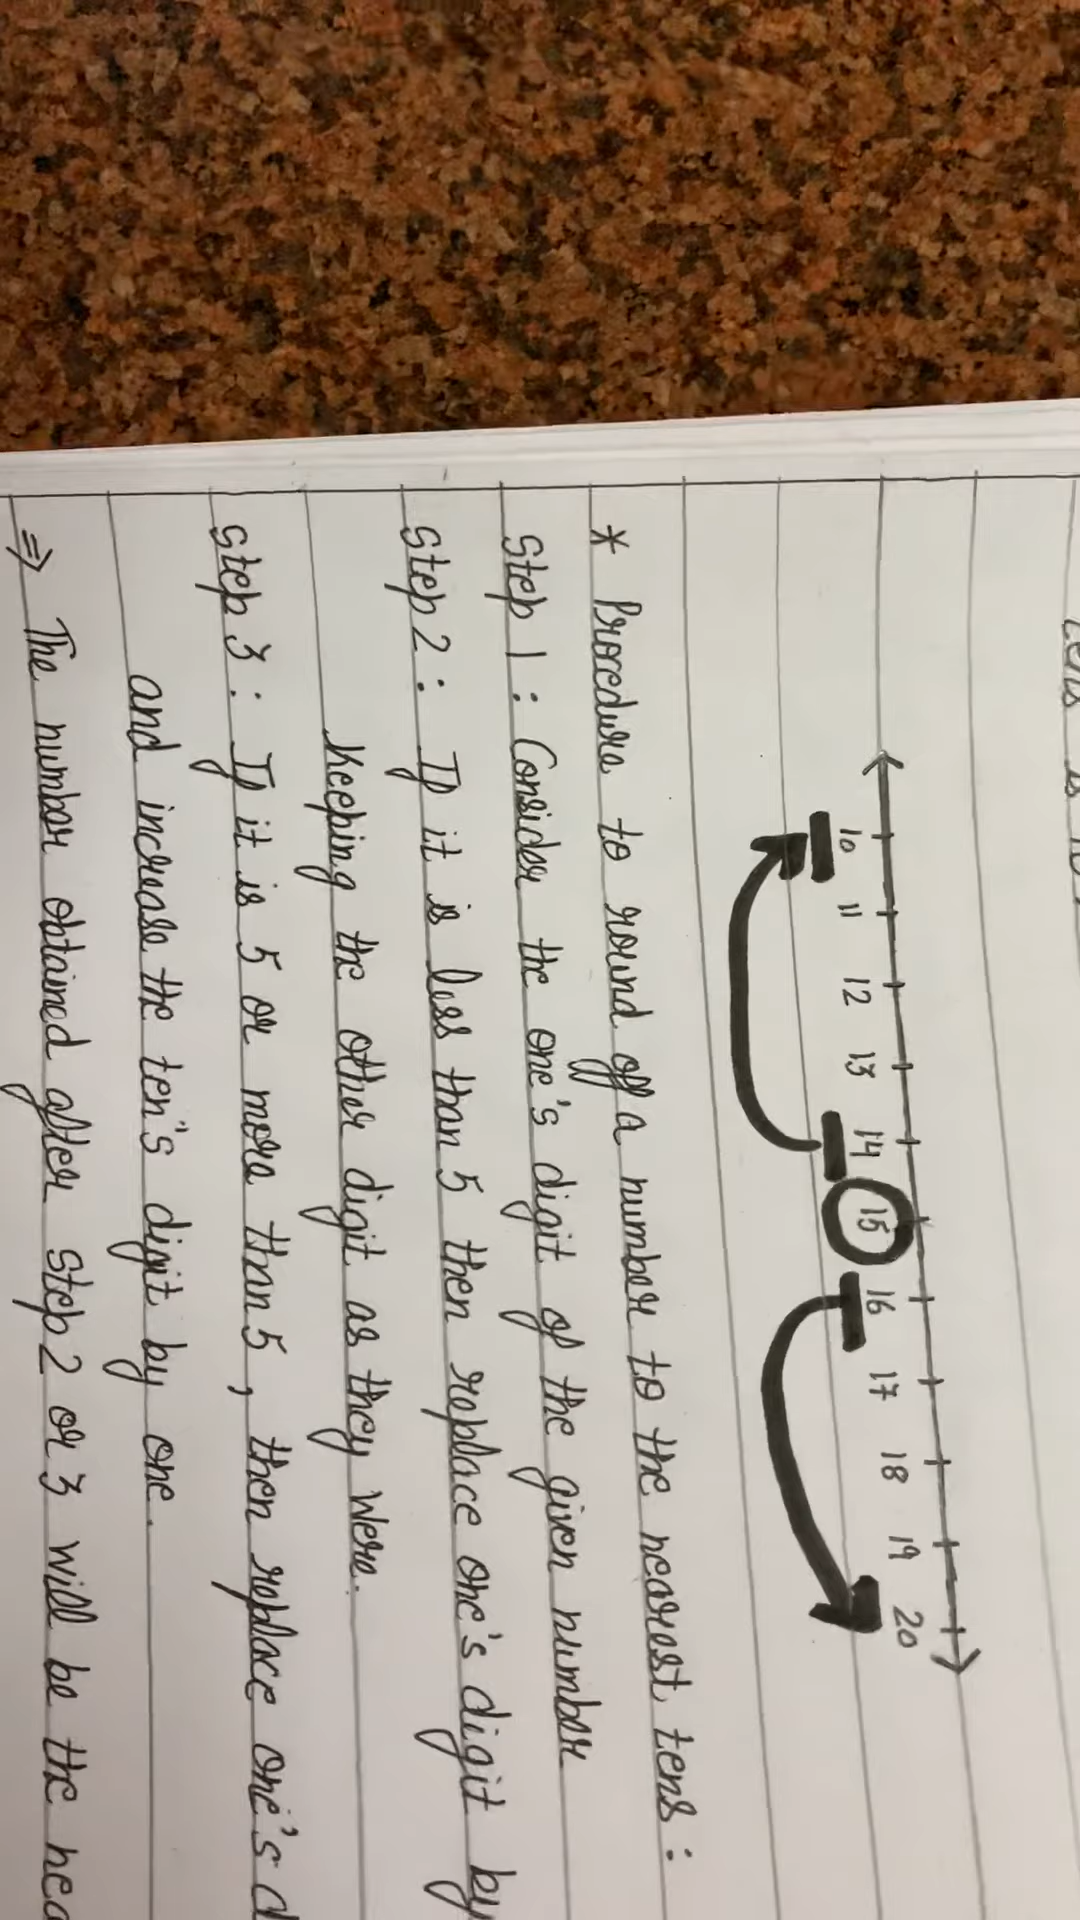 10 11 12 13 14 15 16 17 18 19 20
* Procedure to round off a number to the nearest tens :
Step 1 : Consider the one's digit of the given number
Step 2 : If it is less than 5 then replace one's digit by
Keeping the other digit as they were.
Step 3 : If it is 5 or more than 5 , then replace one's d
and increase the ten's digit by one.
⇒ The number obtained after step 2 or 3 will be the nea